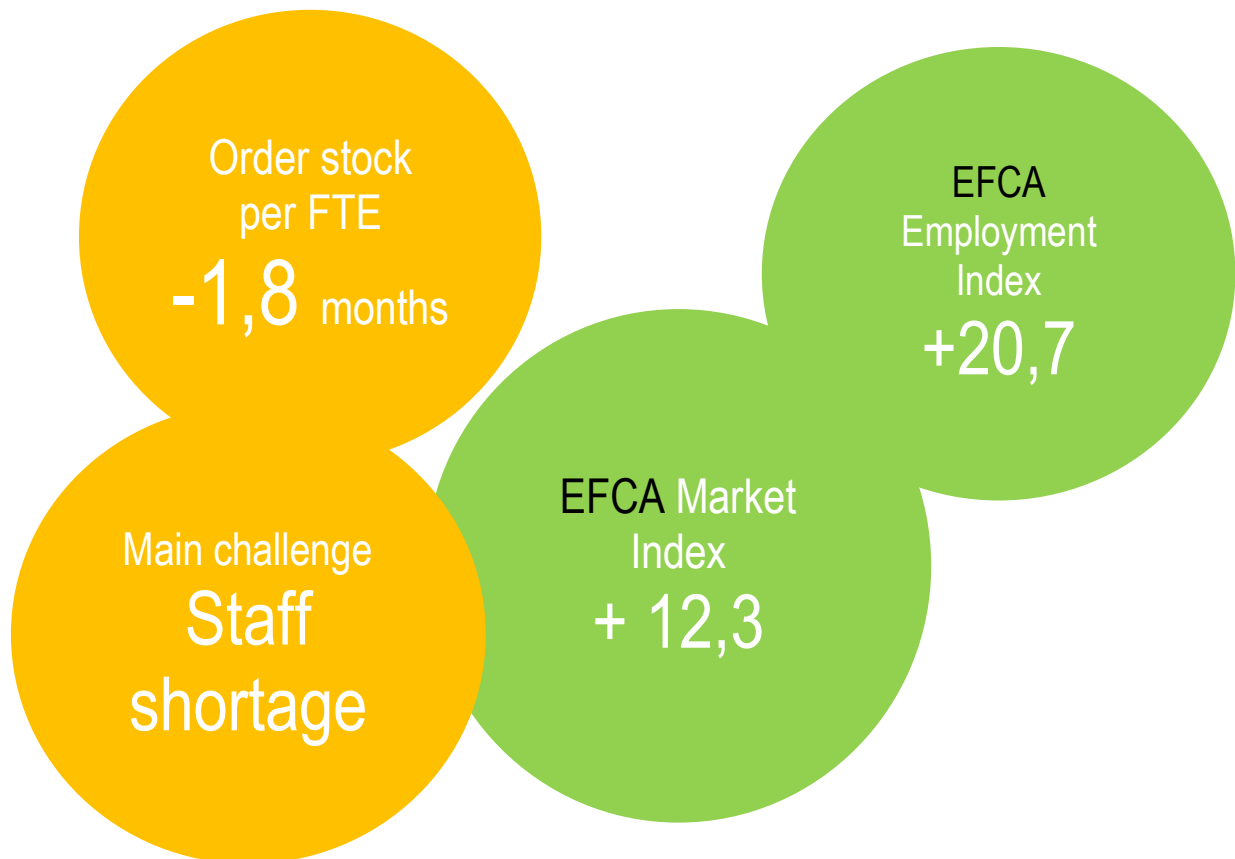 Order stock
per FTE
-1,8 months
EFCA
Employment
Index
+20,7
EFCA Market
Index
+ 12,3
Main challenge
Staff
shortage